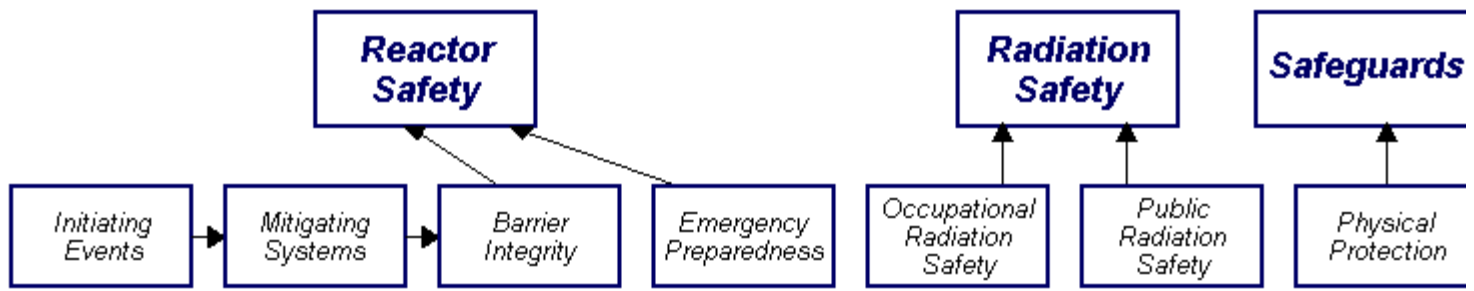 Reactor
Safety
Radiation
Safety
Safeguards
Initiating
Events
Mitigating
Systems
Barrier
Integrity
Emergency
Preparedness
Occupational
Radiation
Safety
Public
Radiation
Safety
Physical
Protection